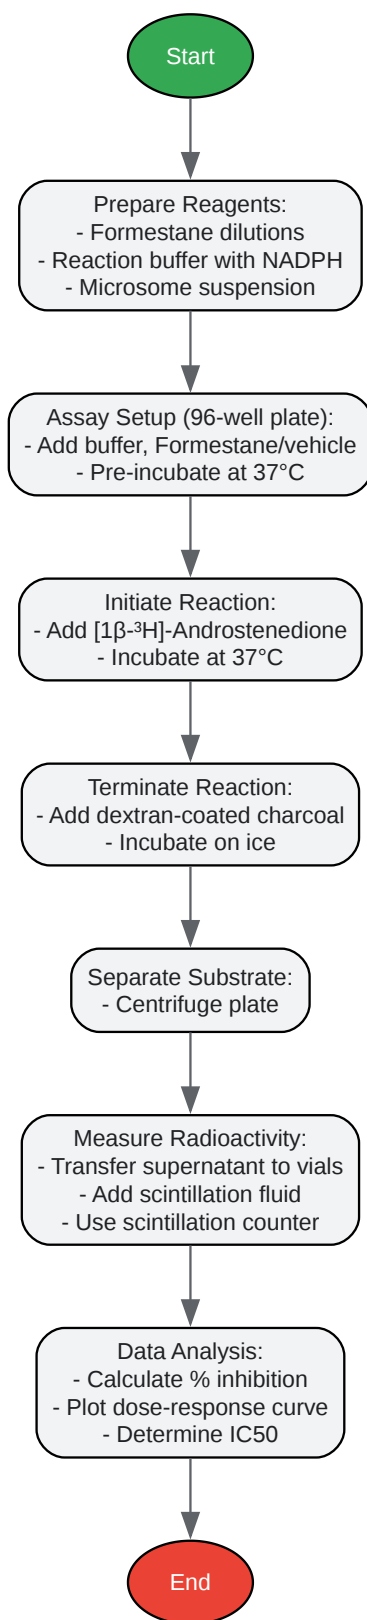 Start
Prepare Reagents:
- Formestane dilutions
- Reaction buffer with NADPH
- Microsome suspension
Assay Setup (96-well plate):
- Add buffer, Formestane/vehicle
- Pre-incubate at 37°C
Initiate Reaction:
- Add [1β-³H]-Androstenedione
- Incubate at 37°C
Terminate Reaction:
- Add dextran-coated charcoal
- Incubate on ice
Separate Substrate:
- Centrifuge plate
Measure Radioactivity:
- Transfer supernatant to vials
- Add scintillation fluid
- Use scintillation counter
Data Analysis:
- Calculate % inhibition
- Plot dose-response curve
- Determine IC50
End